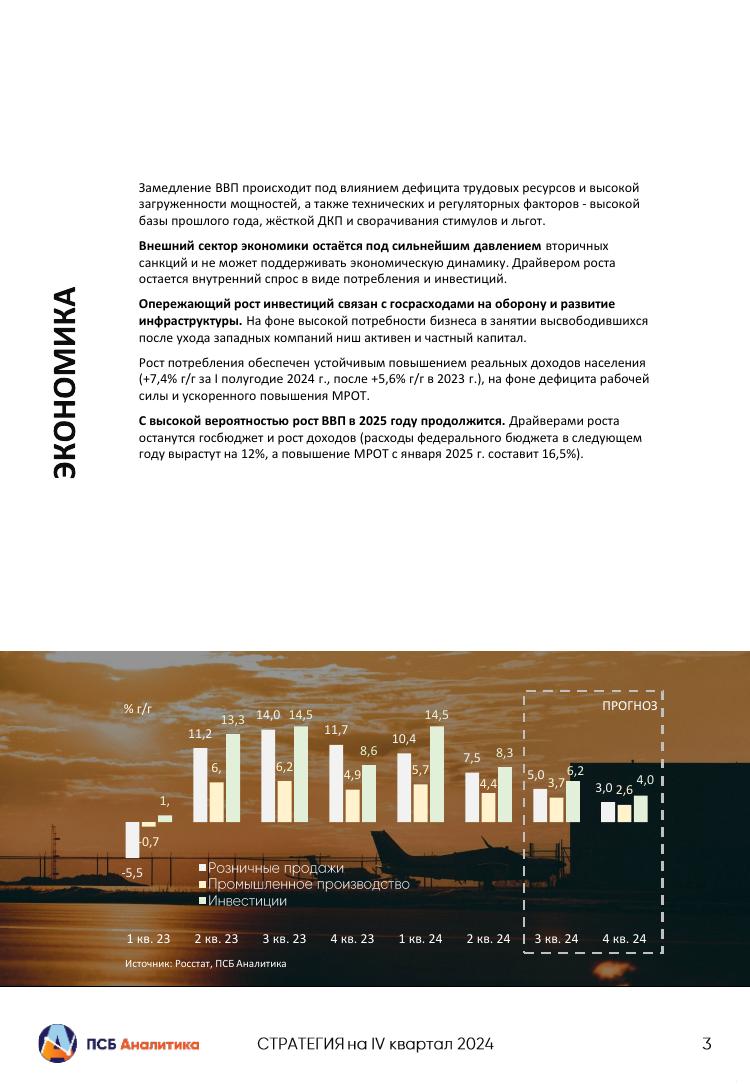 Замедление ВВП происходит под влиянием дефицита трудовых ресурсов и высокой
загруженности мощностей, а также технических и регуляторных факторов - высокой
базы прошлого года, жёсткой ДКП и сворачивания стимулов и льгот.
Внешний сектор экономики остаётся под сильнейшим давлением вторичных
санкций и не может поддерживать экономическую динамику. Драйвером роста
остается внутренний спрос в виде потребления и инвестиций.
Опережающий рост инвестиций связан с госрасходами на оборону и развитие
инфраструктуры. На фоне высокой потребности бизнеса в занятии высвободившихся
после ухода западных компаний ниш активен и частный капитал.
Рост потребления обеспечен устойчивым повышением реальных доходов населения
(+7,4% г/г за I полугодие 2024 г., после +5,6% г/г в 2023 г.), на фоне дефицита рабочей
силы и ускоренного повышения МРОТ.
С высокой вероятностью рост ВВП в 2025 году продолжится. Драйверами роста
останутся госбюджет и рост доходов (расходы федерального бюджета в следующем
году вырастут на 12%, а повышение МРОТ с января 2025 г. составит 16,5%).
ЭКОНОМИКА
% г/г
ПРОГНОЗ
-5,5 -0,7 1,
11,2 6, 13,3
14,0 6,2 14,5
11,7 4,9 8,6
10,4 5,7 14,5
7,5 4,4 8,3
5,0 3,7 6,2
3,0 2,6 4,0
Розничные продажи
Промышленное производство
Инвестиции
1 кв. 23 2 кв. 23 3 кв. 23 4 кв. 23 1 кв. 24 2 кв. 24 3 кв. 24 4 кв. 24
Источник: Росстат, ПСБ Аналитика
ПСБ Аналитика СТРАТЕГИЯ на IV квартал 2024 3